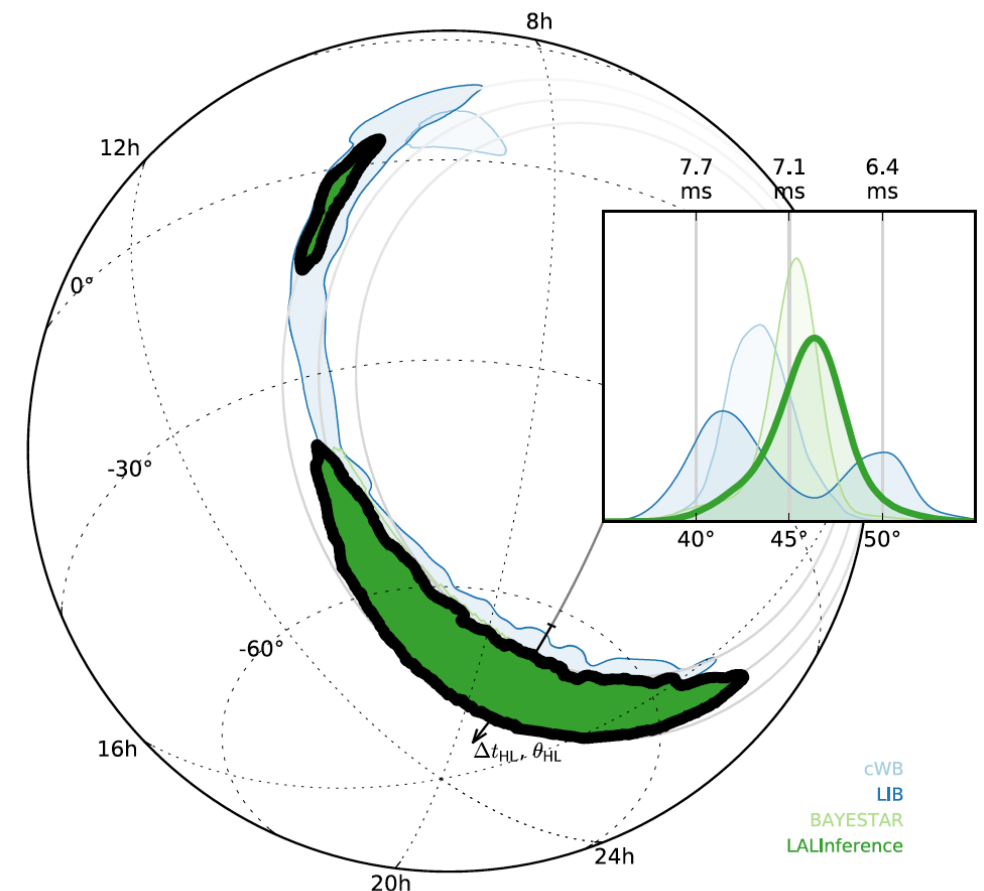 8h
12h
7.7 7.1 6.4
ms ms ms
0°
-30°
40° 45° 50°
-60°
16h
Δt_HL, θ_HL
cWB
LIB
BAYESTAR
LALInference
24h
20h